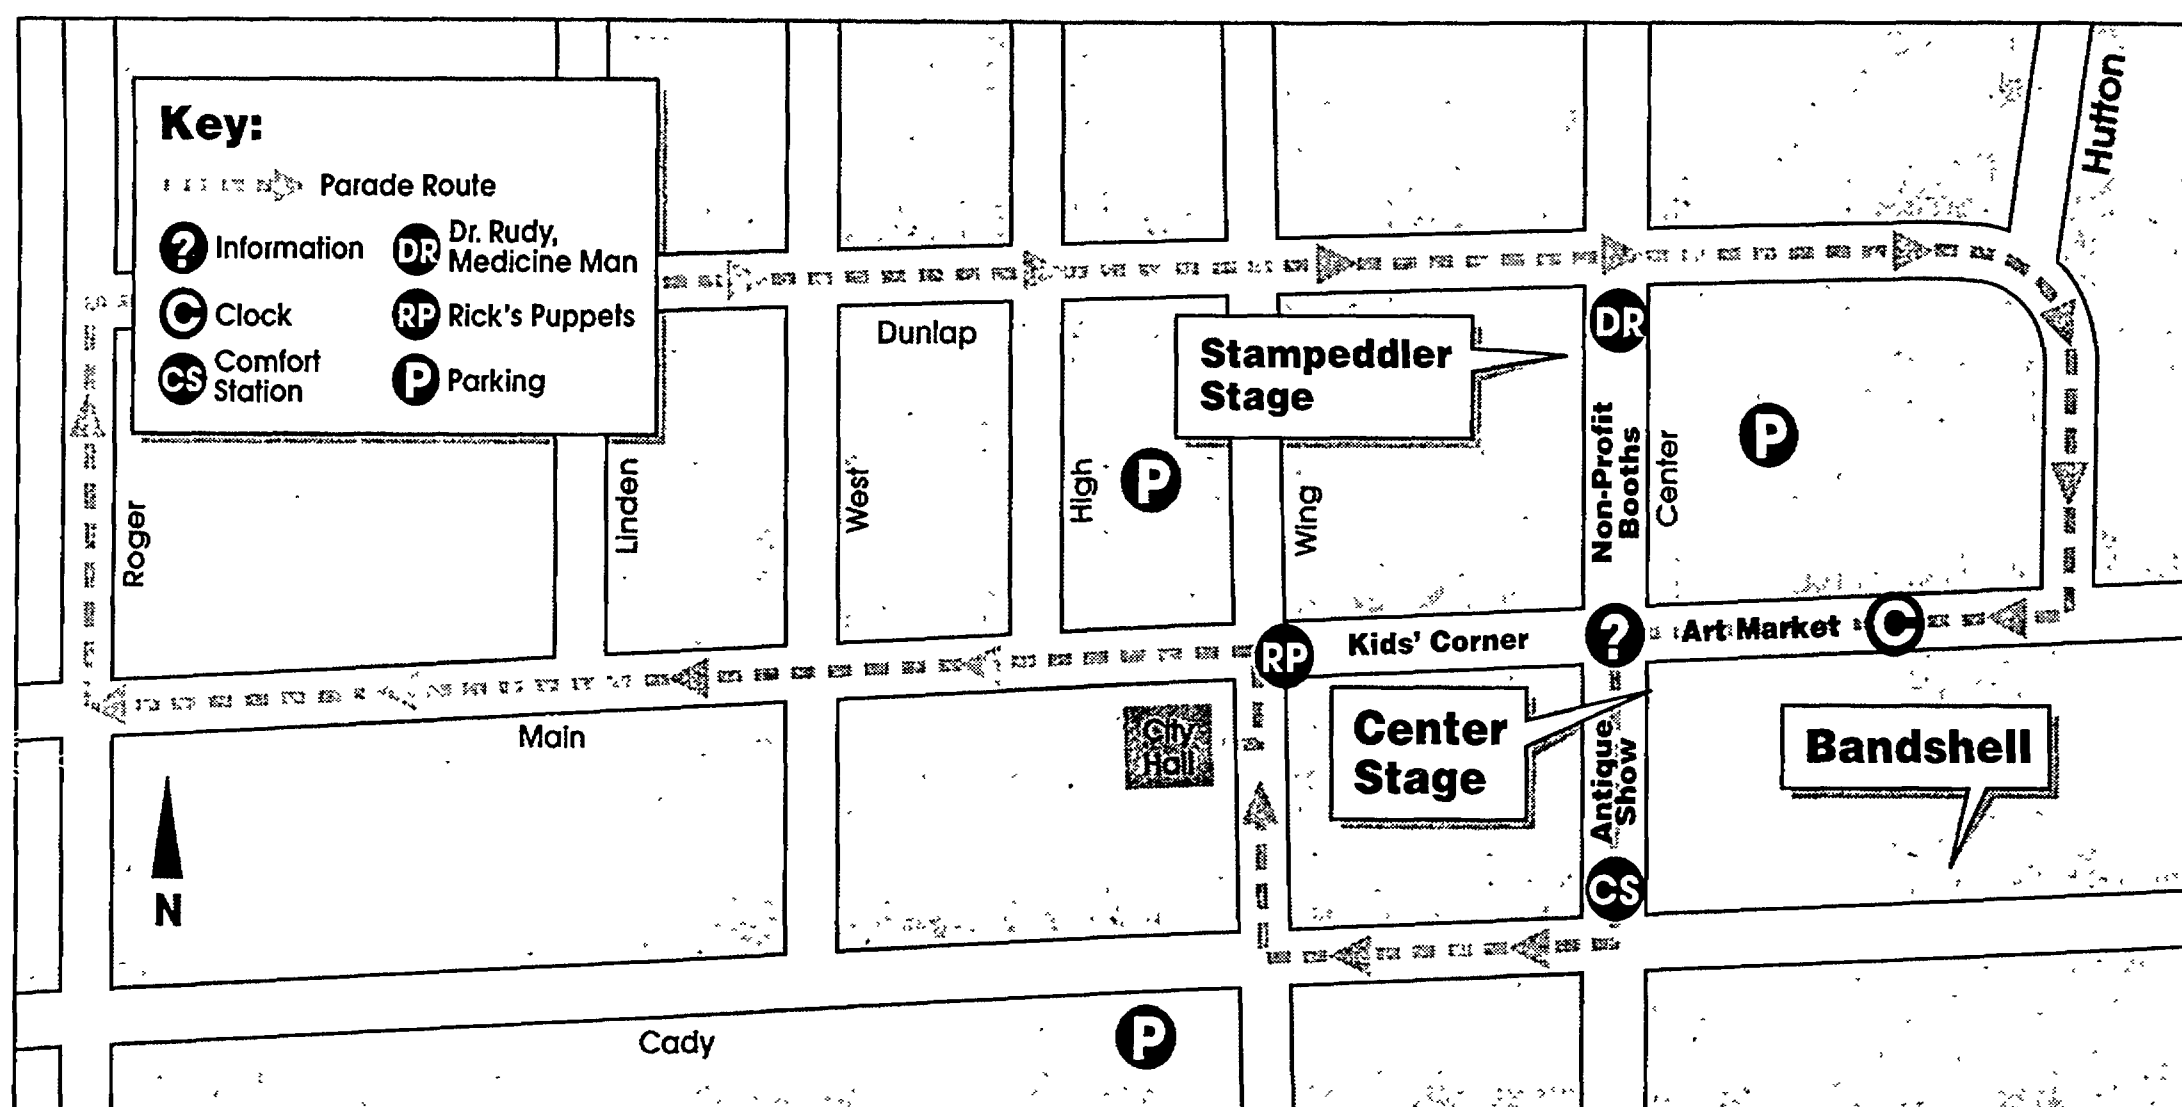 Key:
Parade Route
? Information
C Clock
CS Comfort
Station
DR Dr. Rudy,
Medicine Man
RP Rick's Puppets
P Parking
Hutton
Dunlap
Stampeddler
Stage
DR
Non-Profit
Booths
Center
P
P
Roger
Linden
West
High
Wing
RP
Kids' Corner
?
Art Market
C
Main
City
Hall
Center
Stage
Antique
Show
Bandshell
CS
N
Cady
P
S